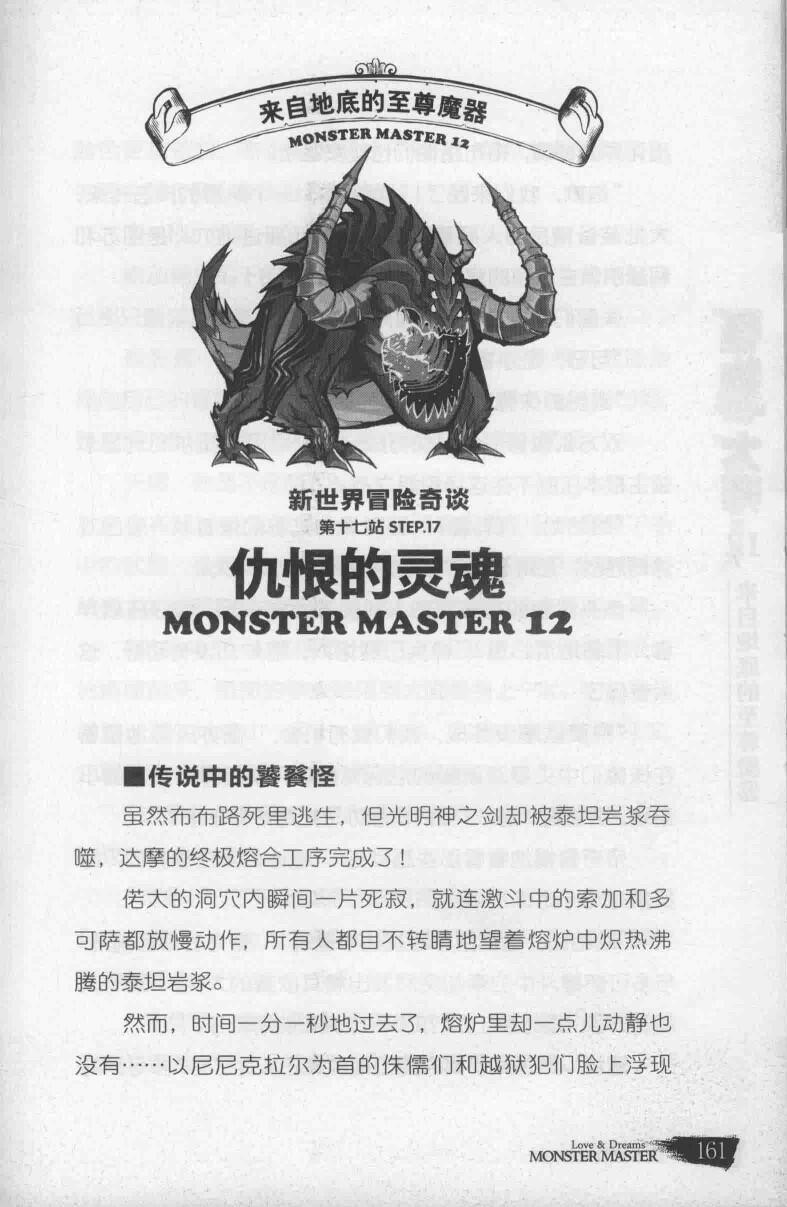 来自地底的至尊魔器
MONSTER MASTER 12
新世界冒险奇谈
第十七站 STEP.17
仇恨的灵魂
MONSTER MASTER 12
■传说中的饕餮怪
虽然布布路死里逃生，但光明神之剑却被泰坦岩浆吞
噬，达摩的终极熔合工序完成了！
偌大的洞穴内瞬间一片死寂，就连激斗中的索加和多
可萨都放慢动作，所有人都目不转睛地望着熔炉中炽热沸
腾的泰坦岩浆。
然而，时间一分一秒地过去了，熔炉里却一点儿动静也
没有……以尼尼克拉尔为首的侏儒们和越狱犯们脸上浮现
Love & Dreams
MONSTER MASTER 161